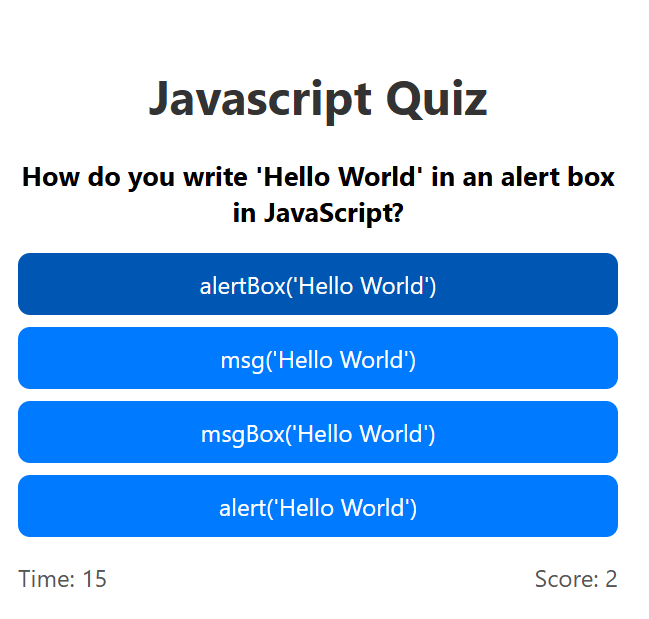 Javascript Quiz
How do you write 'Hello World' in an alert box
in JavaScript?
alertBox('Hello World')
msg('Hello World')
msgBox('Hello World')
alert('Hello World')
Time: 15
Score: 2